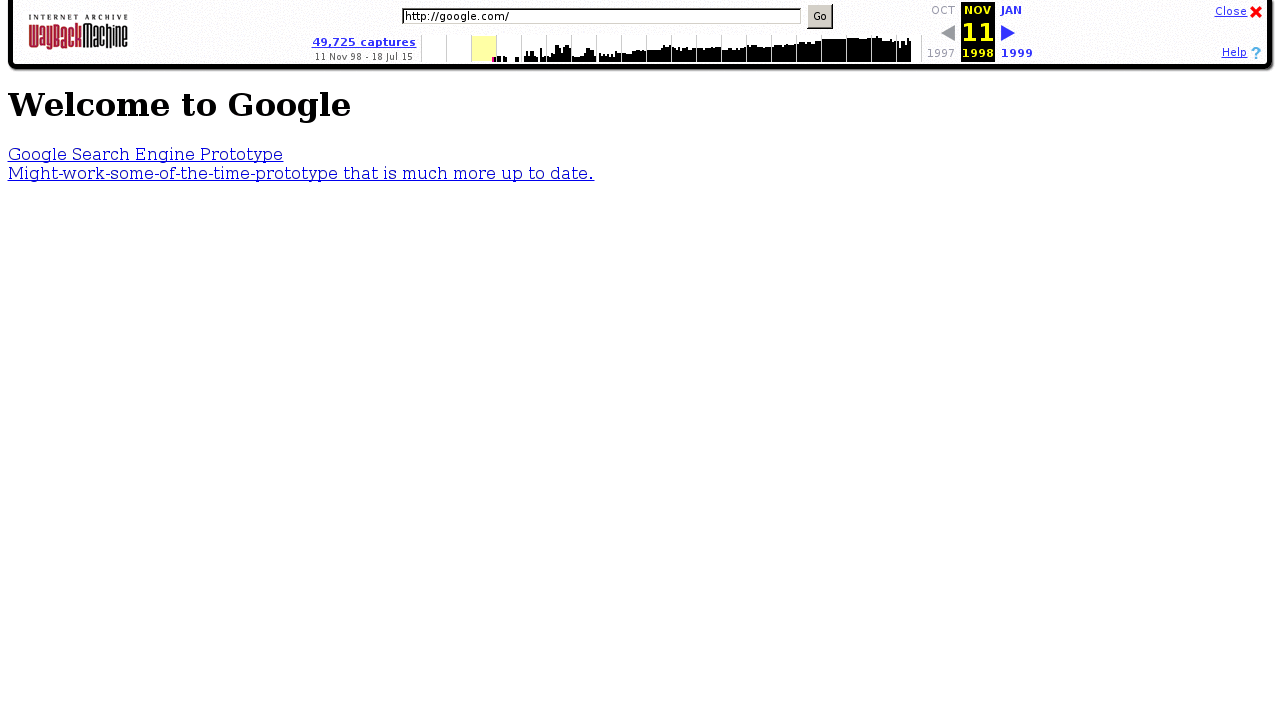 INTERNET ARCHIVE
WayBackMachine
http://google.com/
Go
49,725 captures
11 Nov 98 - 18 Jul 15
OCT NOV JAN
11
1997 1998 1999
Close
Help ?
Welcome to Google
Google Search Engine Prototype
Might-work-some-of-the-time-prototype that is much more up to date.